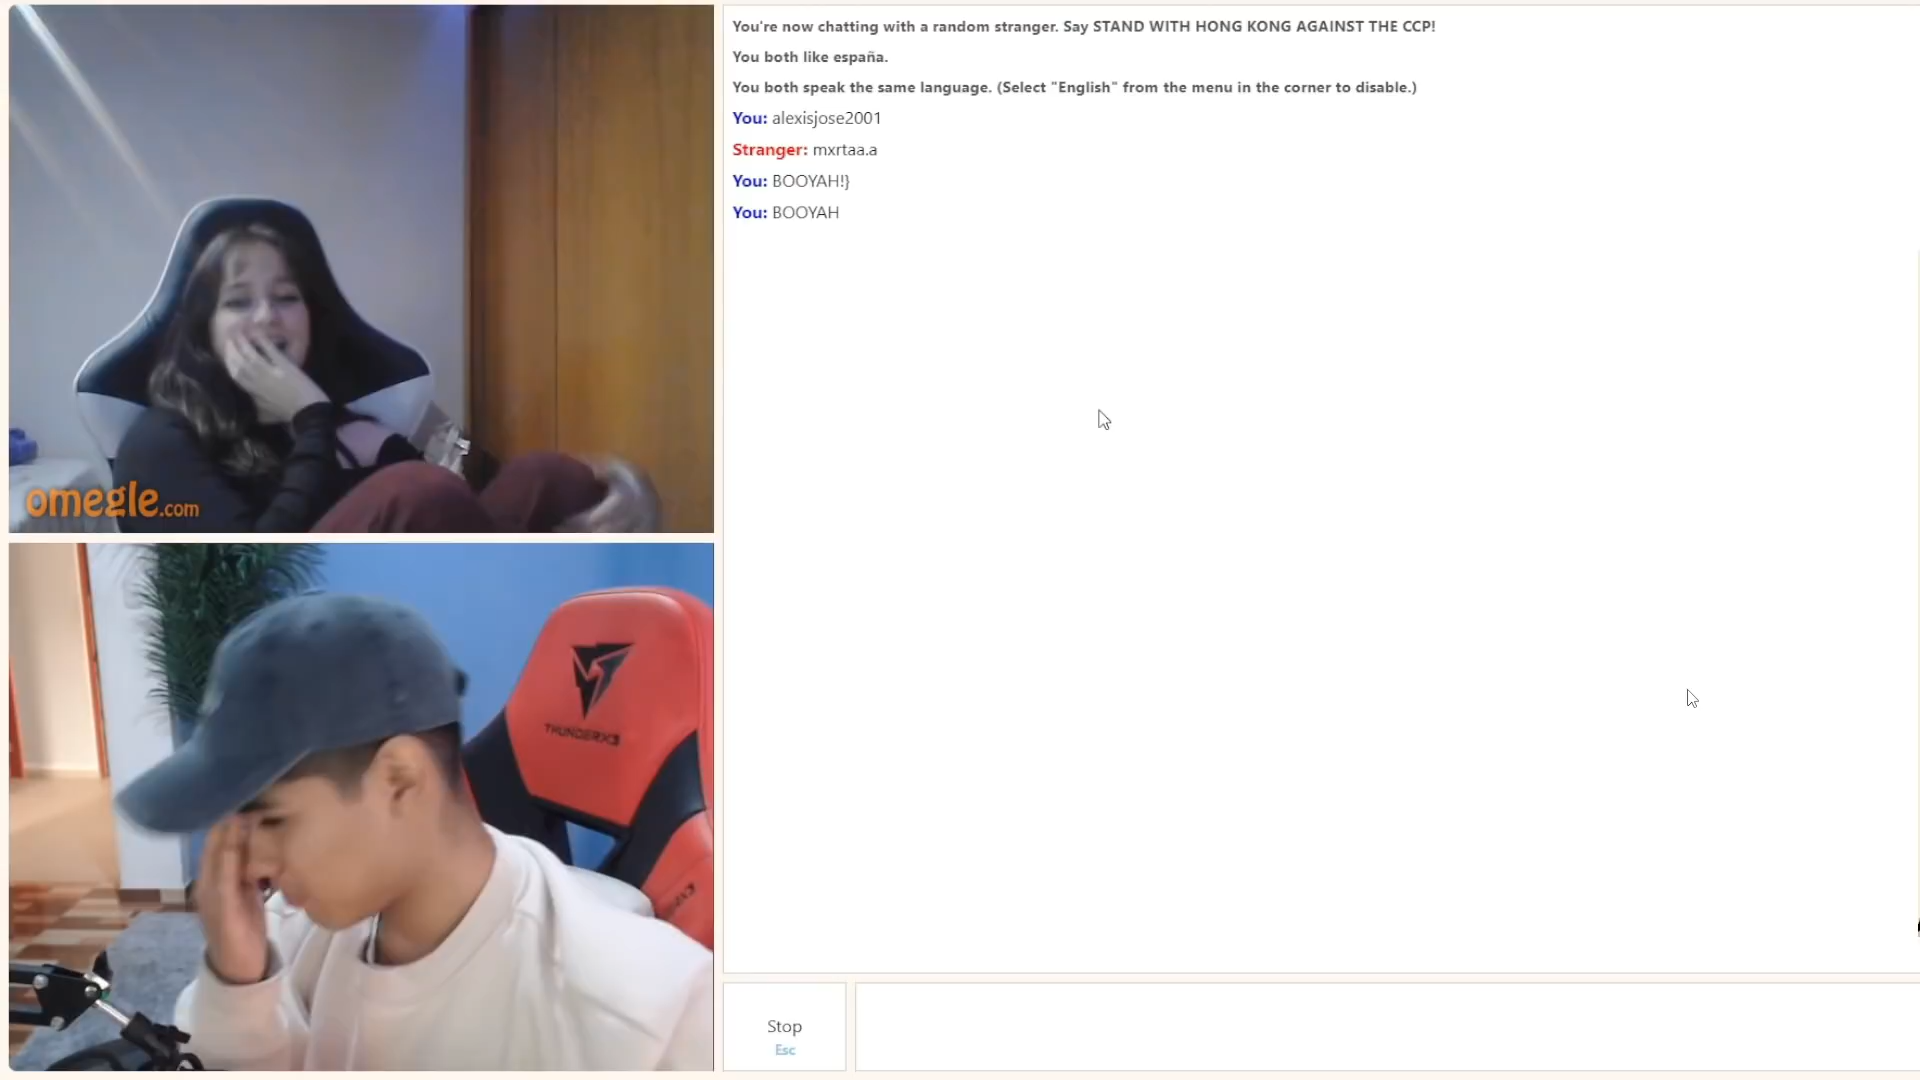 You're now chatting with a random stranger. Say STAND WITH HONG KONG AGAINST THE CCP!
You both like españa.
You both speak the same language. (Select "English" from the menu in the corner to disable.)
You: alexisjose2001
Stranger: mxrtaa.a
You: BOOYAH!}
You: BOOYAH
omegle.com
THUNDERX3
Stop
Esc